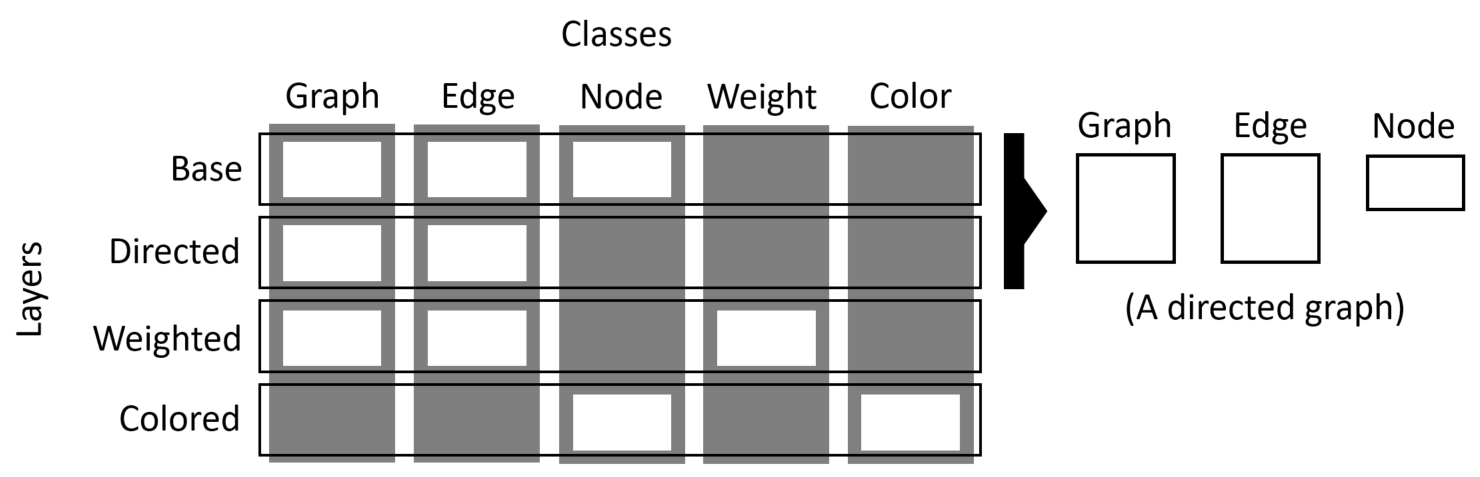 Classes
Graph Edge Node Weight Color
Base
Directed
Weighted
Colored
Layers
Graph Edge Node
(A directed graph)